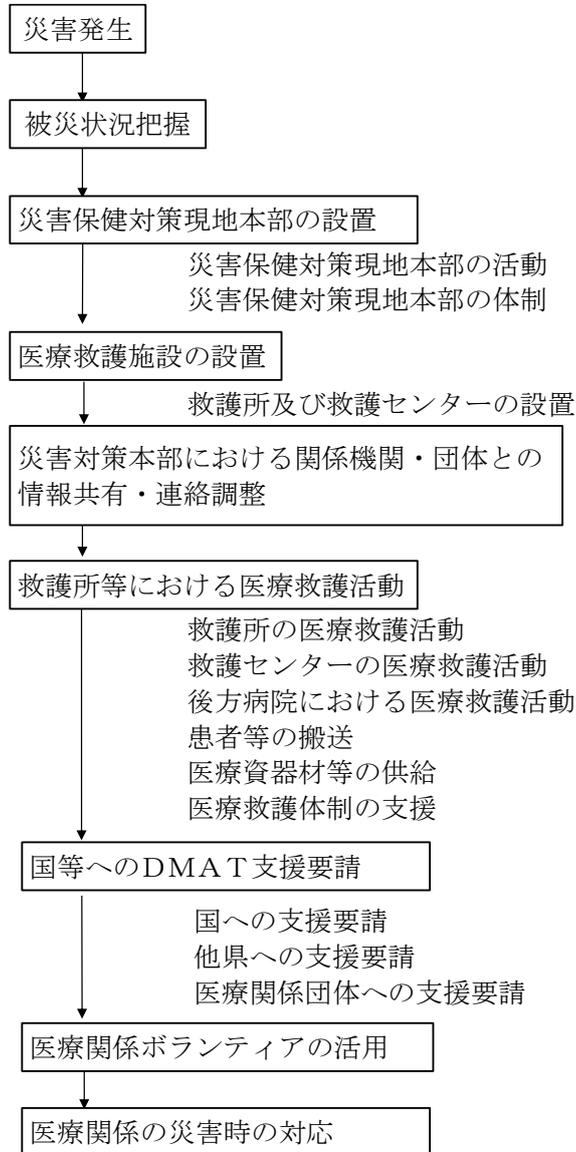 災害発生
被災状況把握
災害保健対策現地本部の設置
災害保健対策現地本部の活動
災害保健対策現地本部の体制
医療救護施設の設置
救護所及び救護センターの設置
災害対策本部における関係機関・団体との
情報共有・連絡調整
救護所等における医療救護活動
救護所の医療救護活動
救護センターの医療救護活動
後方病院における医療救護活動
患者等の搬送
医療資器材等の供給
医療救護体制の支援
国等へのＤＭＡＴ支援要請
国への支援要請
他県への支援要請
医療関係団体への支援要請
医療関係ボランティアの活用
医療関係の災害時の対応